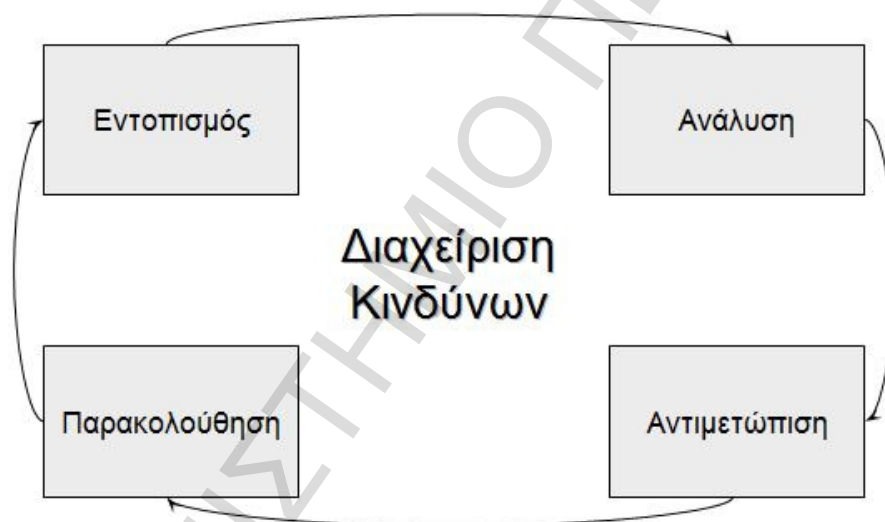 Εντοπισμός
Ανάλυση
Διαχείριση
Κινδύνων
Παρακολούθηση
Αντιμετώπιση